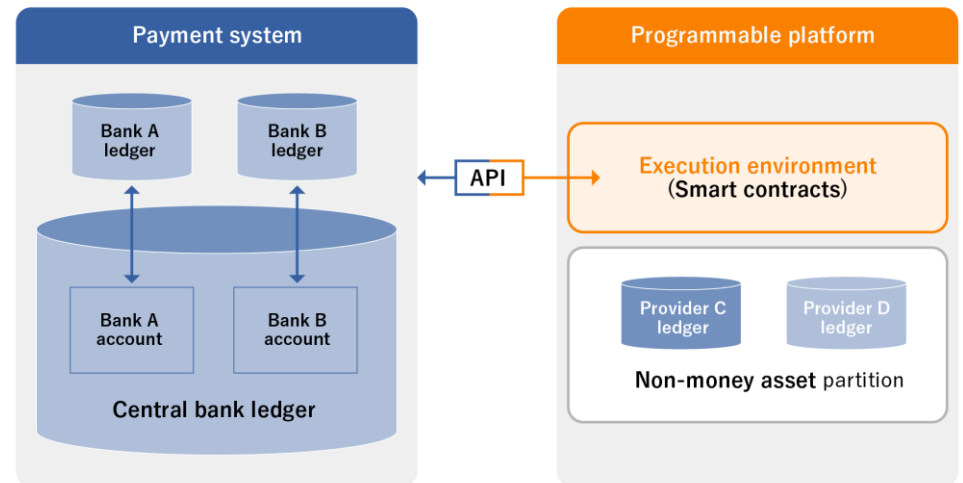 Payment system
Bank A
ledger
Bank B
ledger
Bank A
account
Bank B
account
Central bank ledger
API
Programmable platform
Execution environment
(Smart contracts)
Provider C
ledger
Provider D
ledger
Non-money asset partition